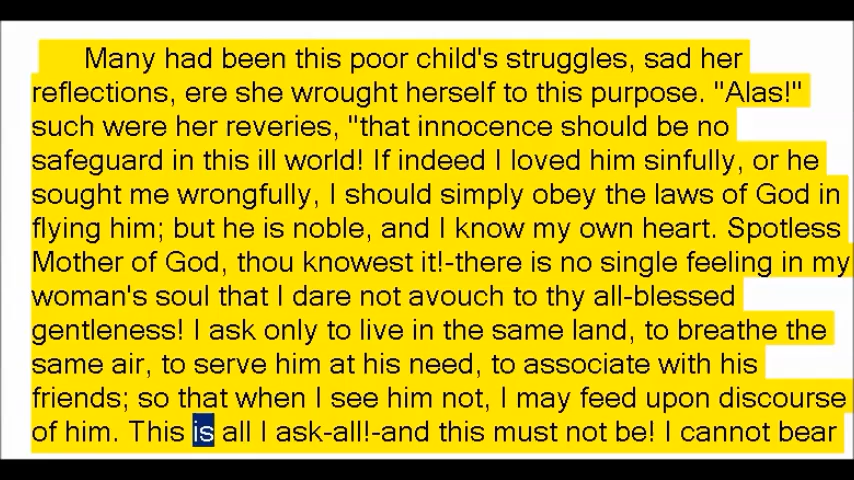 Many had been this poor child's struggles, sad her
reflections, ere she wrought herself to this purpose. "Alas!"
such were her reveries, "that innocence should be no
safeguard in this ill world! If indeed I loved him sinfully, or he
sought me wrongfully, I should simply obey the laws of God in
flying him; but he is noble, and I know my own heart. Spotless
Mother of God, thou knowest it!-there is no single feeling in my
woman's soul that I dare not avouch to thy all-blessed
gentleness! I ask only to live in the same land, to breathe the
same air, to serve him at his need, to associate with his
friends; so that when I see him not, I may feed upon discourse
of him. This is all I ask-all!-and this must not be! I cannot bear